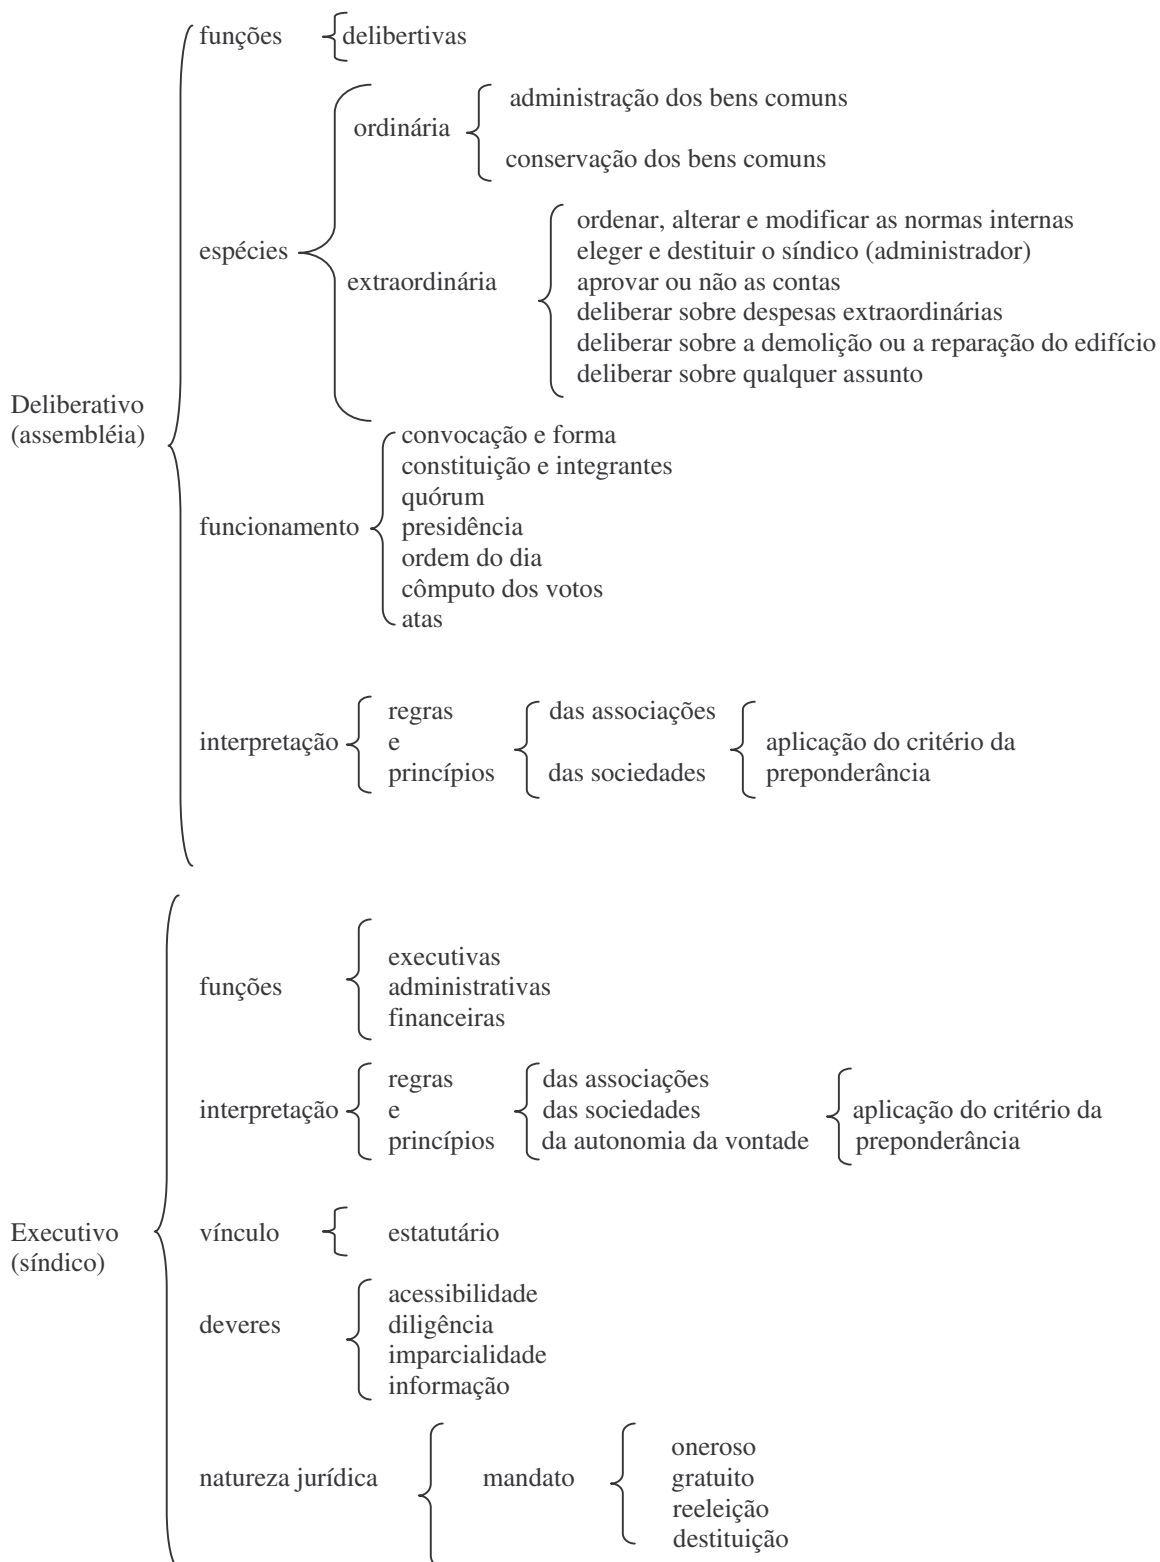 funções
delibertivas
administração dos bens comuns
ordinária
conservação dos bens comuns
ordenar, alterar e modificar as normas internas
espécies
eleger e destituir o síndico (administrador)
extraordinária
aprovar ou não as contas
deliberar sobre despesas extraordinárias
deliberar sobre a demolição ou a reparação do edifício
deliberar sobre qualquer assunto
Deliberativo
(assembléia)
convocação e forma
constituição e integrantes
quórum
funcionamento
presidência
ordem do dia
cômputo dos votos
atas
interpretação
regras
e
princípios
das associações
das sociedades
aplicação do critério da
preponderância
funções
executivas
administrativas
financeiras
interpretação
regras
e
princípios
das associações
das sociedades
da autonomia da vontade
aplicação do critério da
preponderância
Executivo
(síndico)
vínculo
estatutário
deveres
acessibilidade
diligência
imparcialidade
informação
natureza jurídica
mandato
oneroso
gratuito
reeleição
destituição